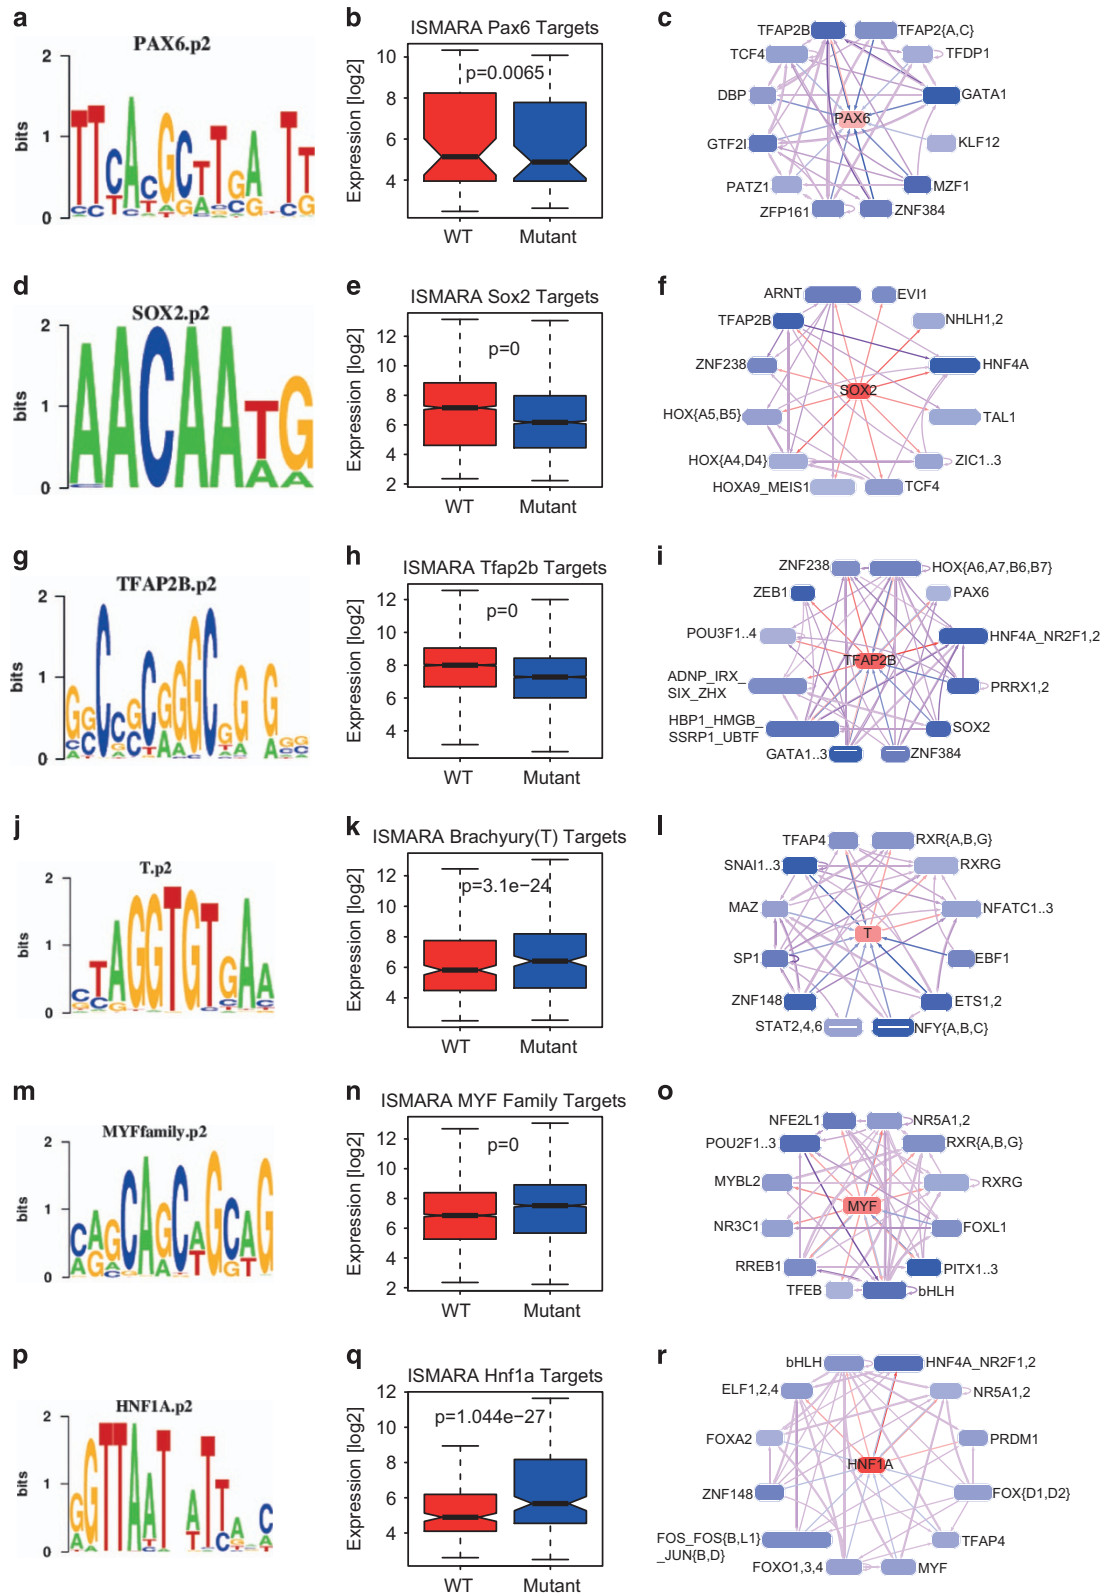 a
PAX6.p2
bits
2
1
0
TTCACGCTTGA TT
b
ISMARA Pax6 Targets
Expression [log2]
10
8
6
4
p=0.0065
WT Mutant
c
TFAP2B TFAP2{A,C}
TCF4 TFDP1
DBP GATA1
PAX6
GTF2I KLF12
PATZ1 MZF1
ZFP161 ZNF384
d
SOX2.p2
bits
2
1
0
AACAATG
e
ISMARA Sox2 Targets
Expression [log2]
12
10
8
6
4
2
p=0
WT Mutant
f
ARNT EVI1
TFAP2B NHLH1,2
ZNF238 HNF4A
SOX2
HOX{A5,B5} TAL1
HOX{A4,D4} ZIC1..3
HOXA9_MEIS1 TCF4
g
TFAP2B.p2
bits
2
1
0
GGCCGCGGGCGG G
h
ISMARA Tfap2b Targets
Expression [log2]
12
10
8
6
4
p=0
WT Mutant
i
ZNF238 HOX{A6,A7,B6,B7}
ZEB1 PAX6
POU3F1..4 HNF4A_NR2F1,2
TFAP2B
ADNP_IRX_
SIX_ZHX PRRX1,2
HBP1_HMGB_
SSRP1_UBTF SOX2
GATA1..3 ZNF384
j
T.p2
bits
2
1
0
CTAGGTGTGAA
k
ISMARA Brachyury(T) Targets
Expression [log2]
12
10
8
6
4
p=3.1e−24
WT Mutant
l
TFAP4 RXR{A,B,G}
SNAI1..3 RXRG
MAZ NFATC1..3
T
SP1 EBF1
ZNF148 ETS1,2
STAT2,4,6 NFY{A,B,C}
m
MYFfamily.p2
bits
2
1
0
CAGCAGCAGCAG
n
ISMARA MYF Family Targets
Expression [log2]
12
10
8
6
4
2
p=0
WT Mutant
o
NFE2L1 NR5A1,2
POU2F1..3 RXR{A,B,G}
MYBL2 RXRG
MYF
NR3C1 FOXL1
RREB1 PITX1..3
TFEB bHLH
p
HNF1A.p2
bits
2
1
0
GGTTAAT ATTA C
q
ISMARA Hnf1a Targets
Expression [log2]
12
10
8
6
4
p=1.044e−27
WT Mutant
r
bHLH HNF4A_NR2F1,2
ELF1,2,4 NR5A1,2
FOXA2 PRDM1
HNF1A
ZNF148 FOX{D1,D2}
FOS_FOS{B,L1}
_JUN{B,D} TFAP4
FOXO1,3,4 MYF